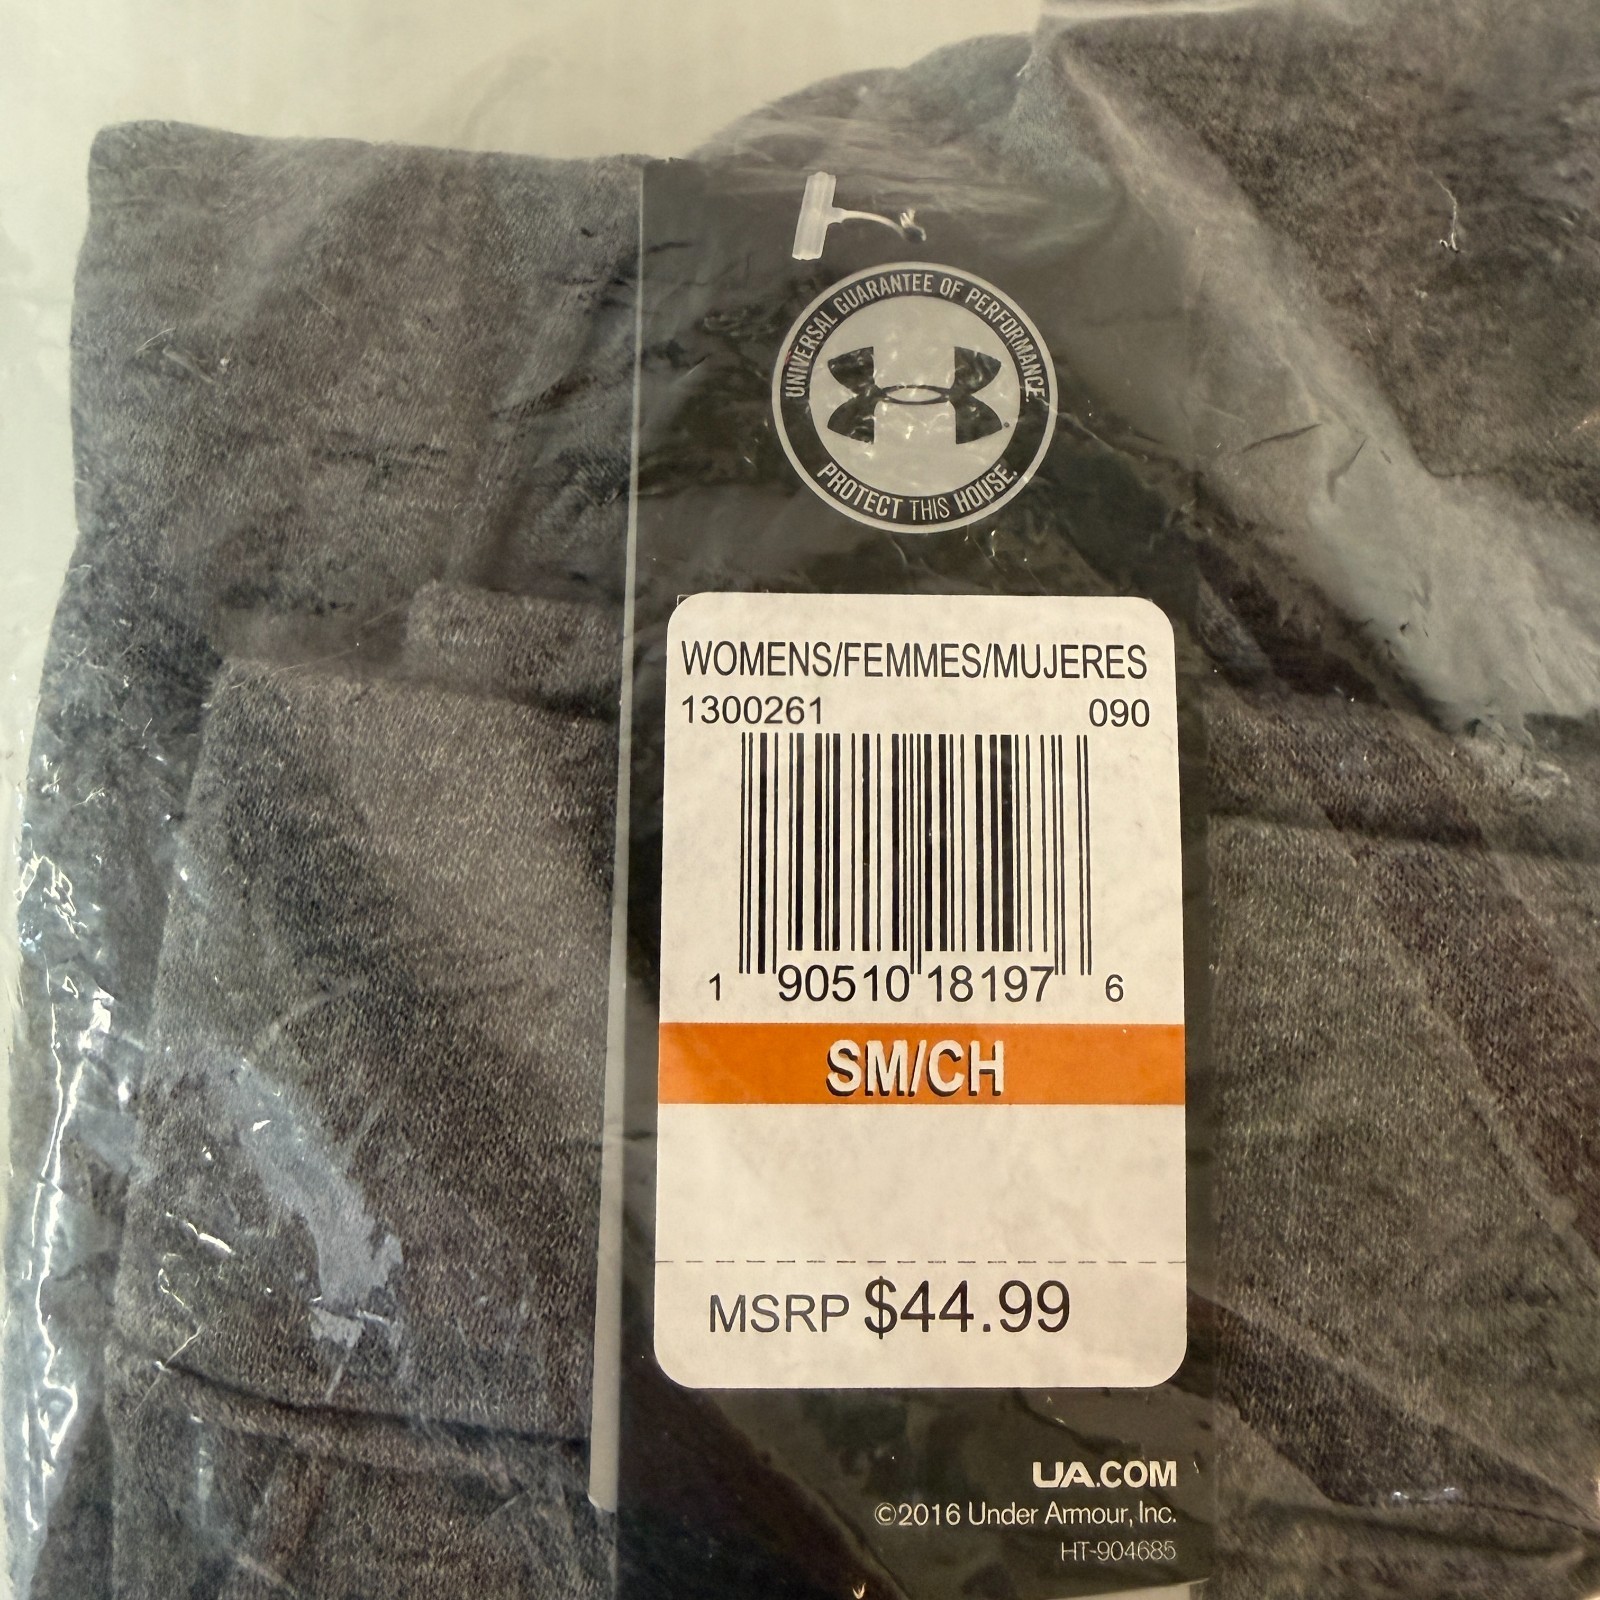 UNIVERSAL GUARANTEE OF PERFORMANCE.
PROTECT THIS HOUSE.
WOMENS/FEMMES/MUJERES
1300261 090
1 90510 18197 6
SM/CH
MSRP $44.99
UA.COM
©2016 Under Armour, Inc.
HT-904685